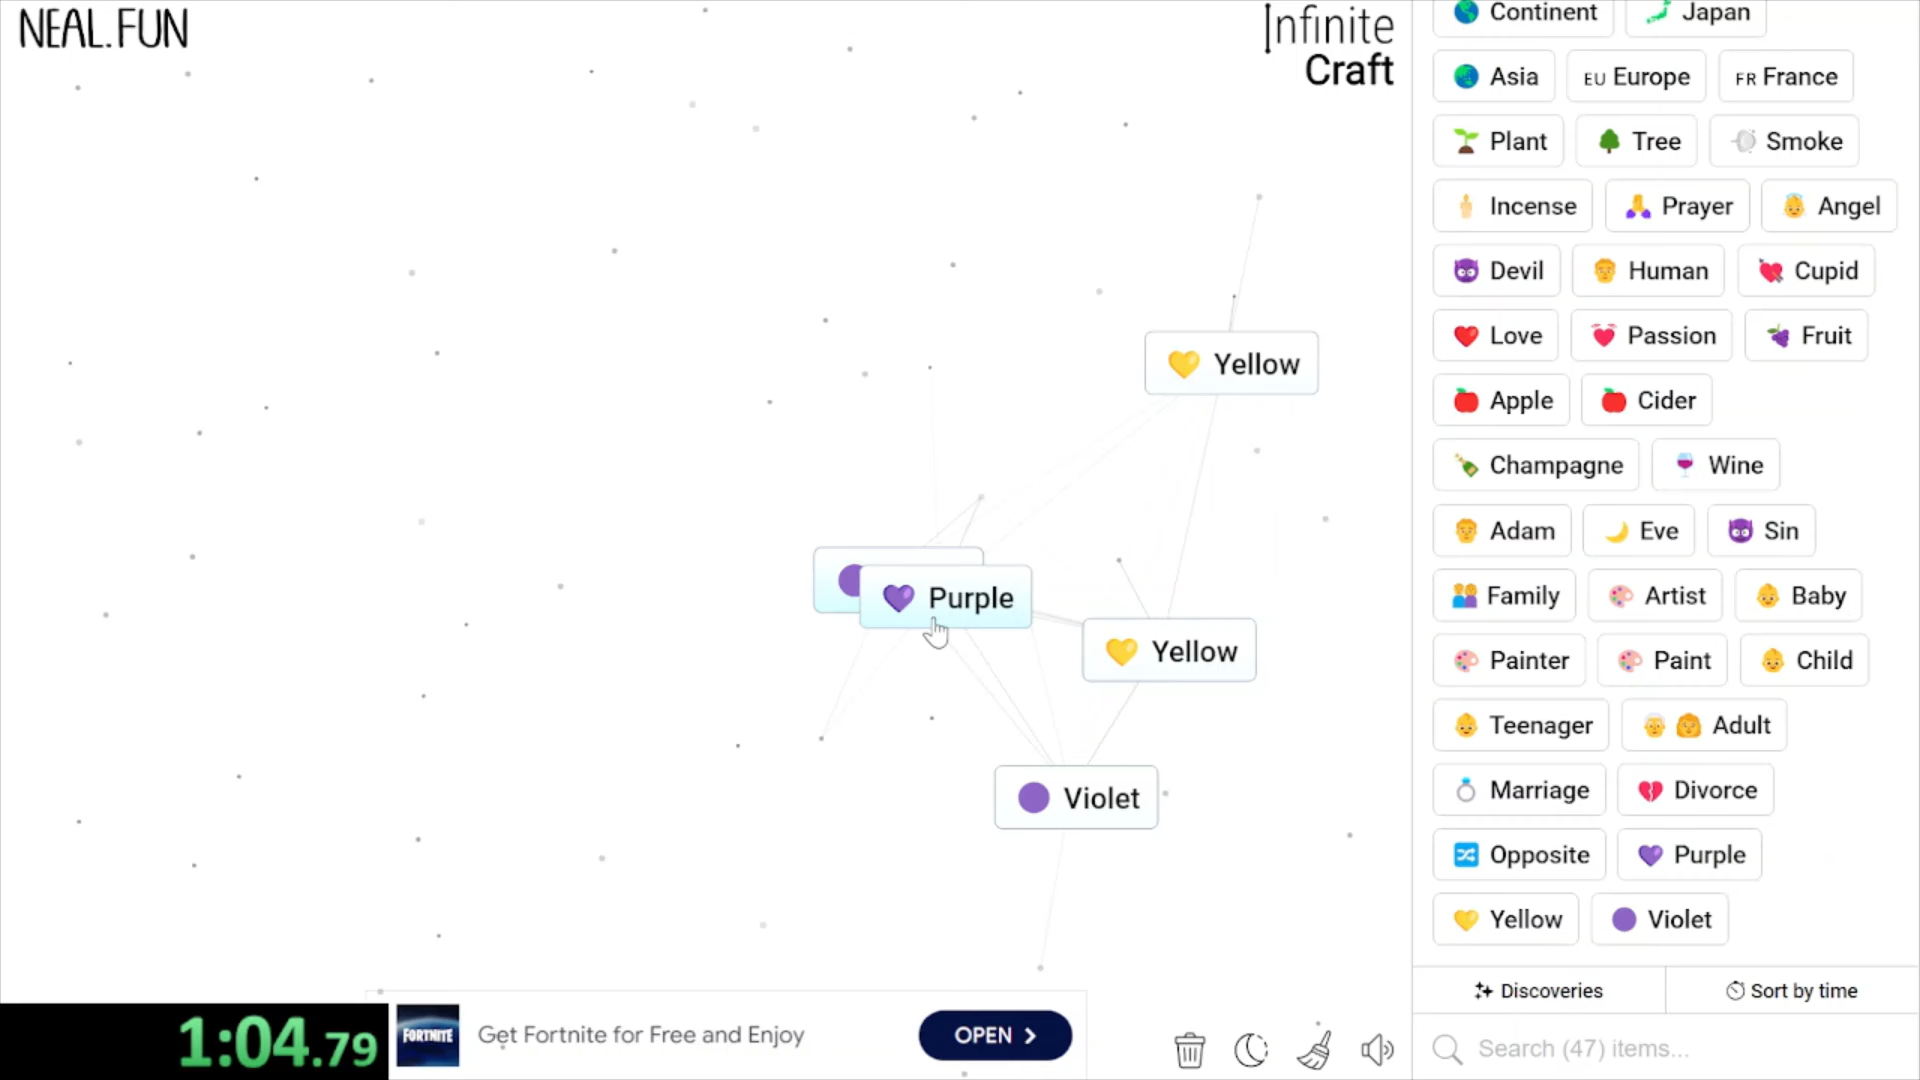 NEAL.FUN
Infinite
Craft
Continent
Japan
Asia
EU Europe
FR France
Plant
Tree
Smoke
Incense
Prayer
Angel
Devil
Human
Cupid
Love
Passion
Fruit
Apple
Cider
Champagne
Wine
Adam
Eve
Sin
Family
Artist
Baby
Painter
Paint
Child
Teenager
Adult
Marriage
Divorce
Opposite
Purple
Yellow
Violet
Yellow
Purple
Yellow
Violet
Discoveries
Sort by time
Search (47) items...
1:04.79
FORTNITE
Get Fortnite for Free and Enjoy
OPEN